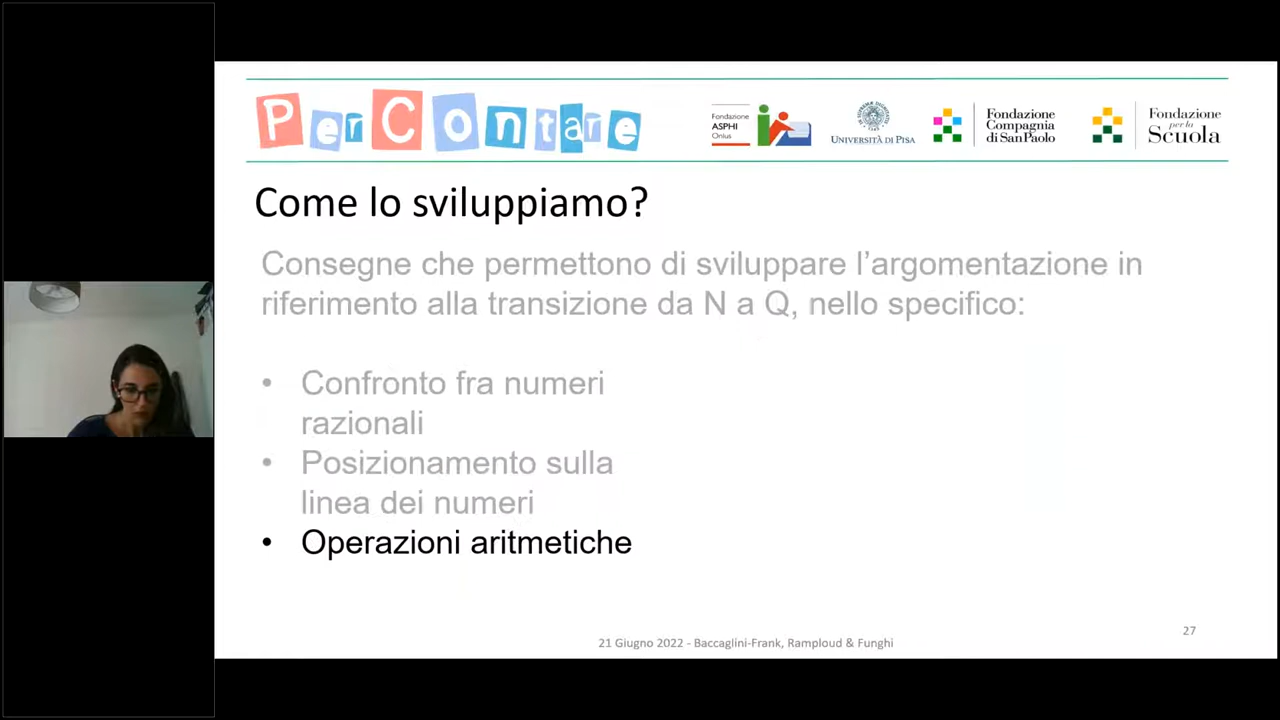 PerContare
Fondazione
ASPHI
Onlus
UNIVERSITÀ DI PISA
Fondazione
Compagnia
di San Paolo
Fondazione
per la
Scuola
Come lo sviluppiamo?
Consegne che permettono di sviluppare l'argomentazione in
riferimento alla transizione da N a Q, nello specifico:
• Confronto fra numeri
razionali
• Posizionamento sulla
linea dei numeri
• Operazioni aritmetiche
21 Giugno 2022 - Baccaglini-Frank, Ramploud & Funghi
27